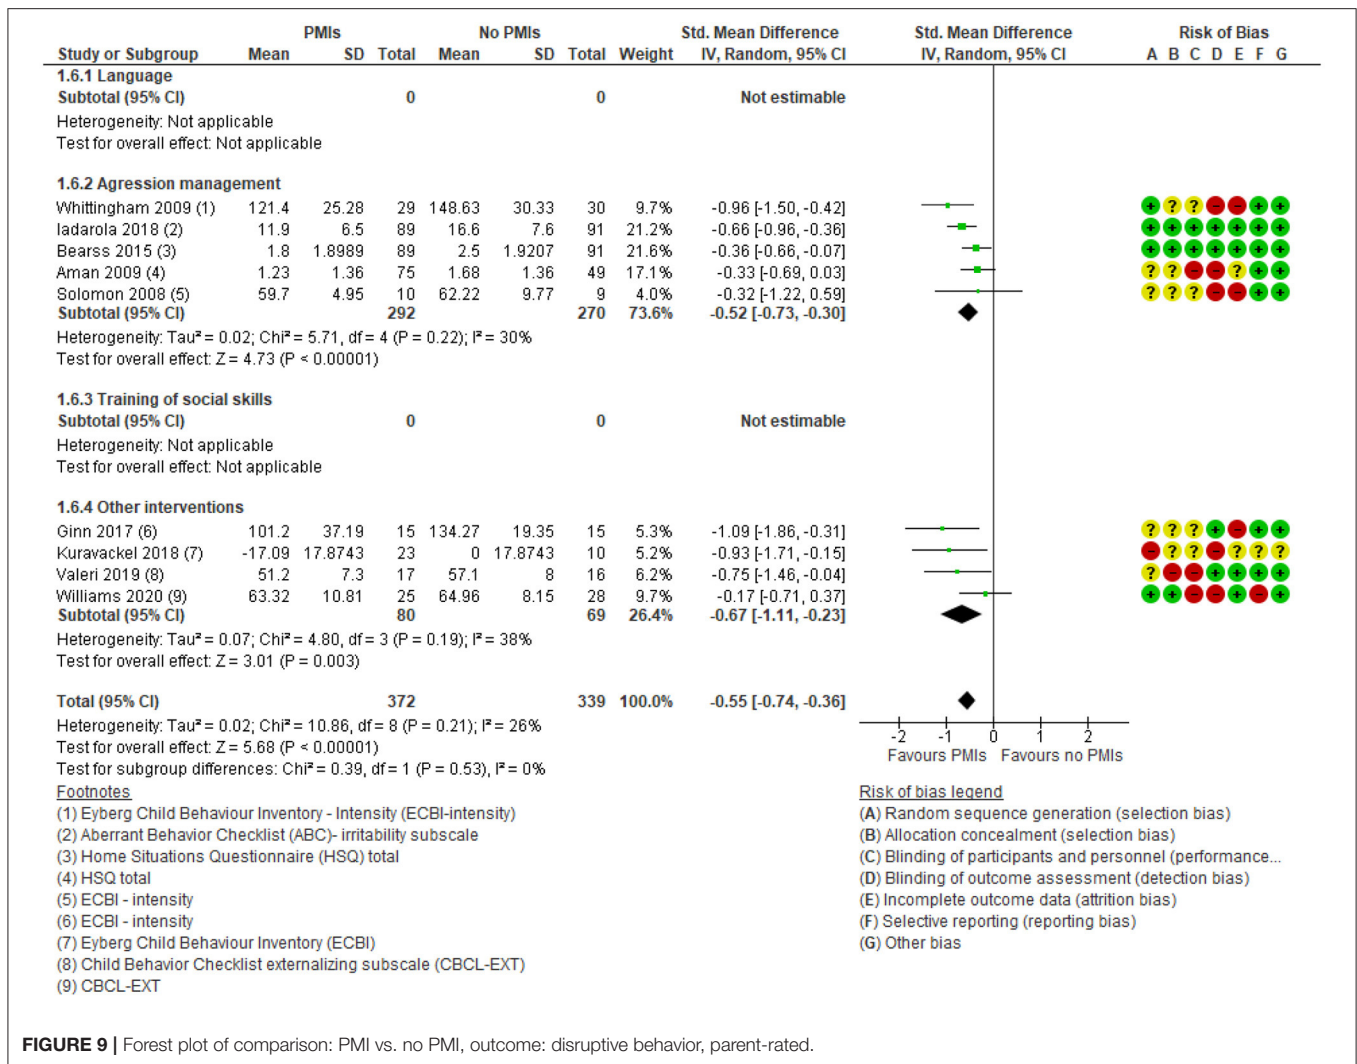 PMIs No PMIs Std. Mean Difference Std. Mean Difference Risk of Bias
Study or Subgroup Mean SD Total Mean SD Total Weight IV, Random, 95% CI IV, Random, 95% CI A B C D E F G
1.6.1 Language
Subtotal (95% CI) 0 0 Not estimable
Heterogeneity: Not applicable
Test for overall effect: Not applicable
1.6.2 Agression management
Whittingham 2009 (1) 121.4 25.28 29 148.63 30.33 30 9.7% -0.96 [-1.50, -0.42] + ? ? - - + +
Iadarola 2018 (2) 11.9 6.5 89 16.6 7.6 91 21.2% -0.66 [-0.96, -0.36] + + + + + + +
Bearss 2015 (3) 1.8 1.8989 89 2.5 1.9207 91 21.6% -0.36 [-0.66, -0.07] + + + + + + +
Aman 2009 (4) 1.23 1.36 75 1.68 1.36 49 17.1% -0.33 [-0.69, 0.03] ? ? - - ? + +
Solomon 2008 (5) 59.7 4.95 10 62.22 9.77 9 4.0% -0.32 [-1.22, 0.59] ? ? ? - - + +
Subtotal (95% CI) 292 270 73.6% -0.52 [-0.73, -0.30]
Heterogeneity: Tau² = 0.02; Chi² = 5.71, df = 4 (P = 0.22); I² = 30%
Test for overall effect: Z = 4.73 (P < 0.00001)
1.6.3 Training of social skills
Subtotal (95% CI) 0 0 Not estimable
Heterogeneity: Not applicable
Test for overall effect: Not applicable
1.6.4 Other interventions
Ginn 2017 (6) 101.2 37.19 15 134.27 19.35 15 5.3% -1.09 [-1.86, -0.31] ? ? ? + - + +
Kuravackel 2018 (7) -17.09 17.8743 23 0 17.8743 10 5.2% -0.93 [-1.71, -0.15] - ? ? - ? ? ?
Valeri 2019 (8) 51.2 7.3 17 57.1 8 16 6.2% -0.75 [-1.46, -0.04] ? - - + + + +
Williams 2020 (9) 63.32 10.81 25 64.96 8.15 28 9.7% -0.17 [-0.71, 0.37] + + - - + - +
Subtotal (95% CI) 80 69 26.4% -0.67 [-1.11, -0.23]
Heterogeneity: Tau² = 0.07; Chi² = 4.80, df = 3 (P = 0.19); I² = 38%
Test for overall effect: Z = 3.01 (P = 0.003)
Total (95% CI) 372 339 100.0% -0.55 [-0.74, -0.36]
Heterogeneity: Tau² = 0.02; Chi² = 10.86, df = 8 (P = 0.21); I² = 26%
Test for overall effect: Z = 5.68 (P < 0.00001)
Test for subgroup differences: Chi² = 0.39, df = 1 (P = 0.53), I² = 0%
-2 -1 0 1 2
Favours PMIs Favours no PMIs
Footnotes
(1) Eyberg Child Behaviour Inventory - Intensity (ECBI-intensity)
(2) Aberrant Behavior Checklist (ABC)- irritability subscale
(3) Home Situations Questionnaire (HSQ) total
(4) HSQ total
(5) ECBI - intensity
(6) ECBI - intensity
(7) Eyberg Child Behaviour Inventory (ECBI)
(8) Child Behavior Checklist externalizing subscale (CBCL-EXT)
(9) CBCL-EXT
Risk of bias legend
(A) Random sequence generation (selection bias)
(B) Allocation concealment (selection bias)
(C) Blinding of participants and personnel (performance...
(D) Blinding of outcome assessment (detection bias)
(E) Incomplete outcome data (attrition bias)
(F) Selective reporting (reporting bias)
(G) Other bias
FIGURE 9 | Forest plot of comparison: PMI vs. no PMI, outcome: disruptive behavior, parent-rated.